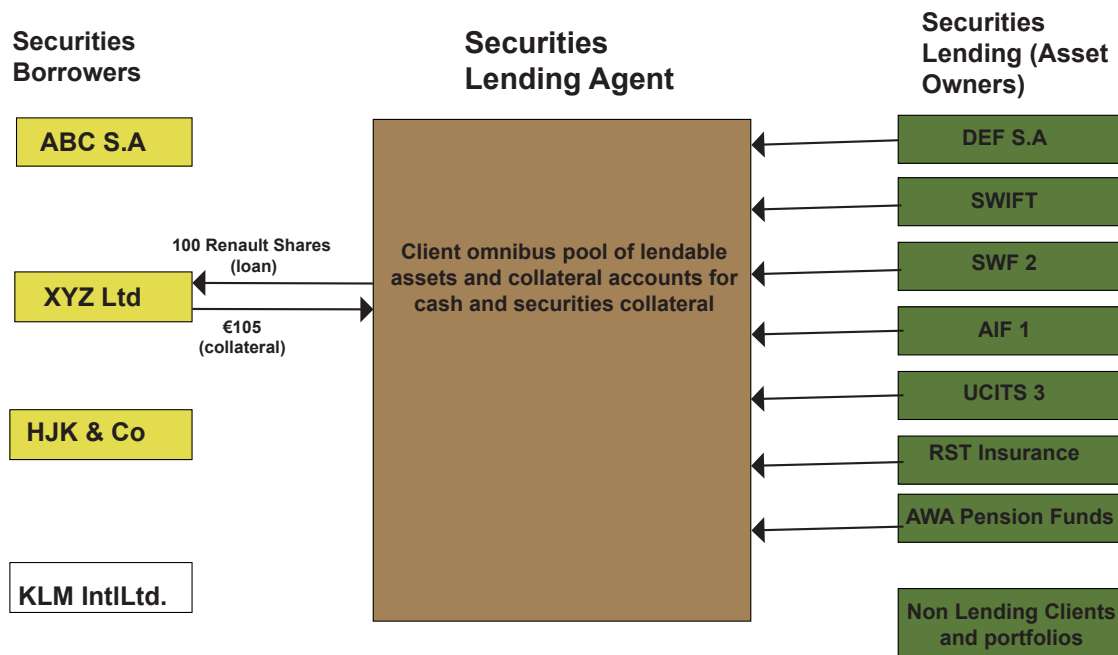 Securities
Borrowers
Securities
Lending Agent
Securities
Lending (Asset
Owners)
ABC S.A
XYZ Ltd
HJK & Co
KLM IntlLtd.
100 Renault Shares
(loan)
€105
(collateral)
Client omnibus pool of lendable
assets and collateral accounts for
cash and securities collateral
DEF S.A
SWIFT
SWF 2
AIF 1
UCITS 3
RST Insurance
AWA Pension Funds
Non Lending Clients
and portfolios